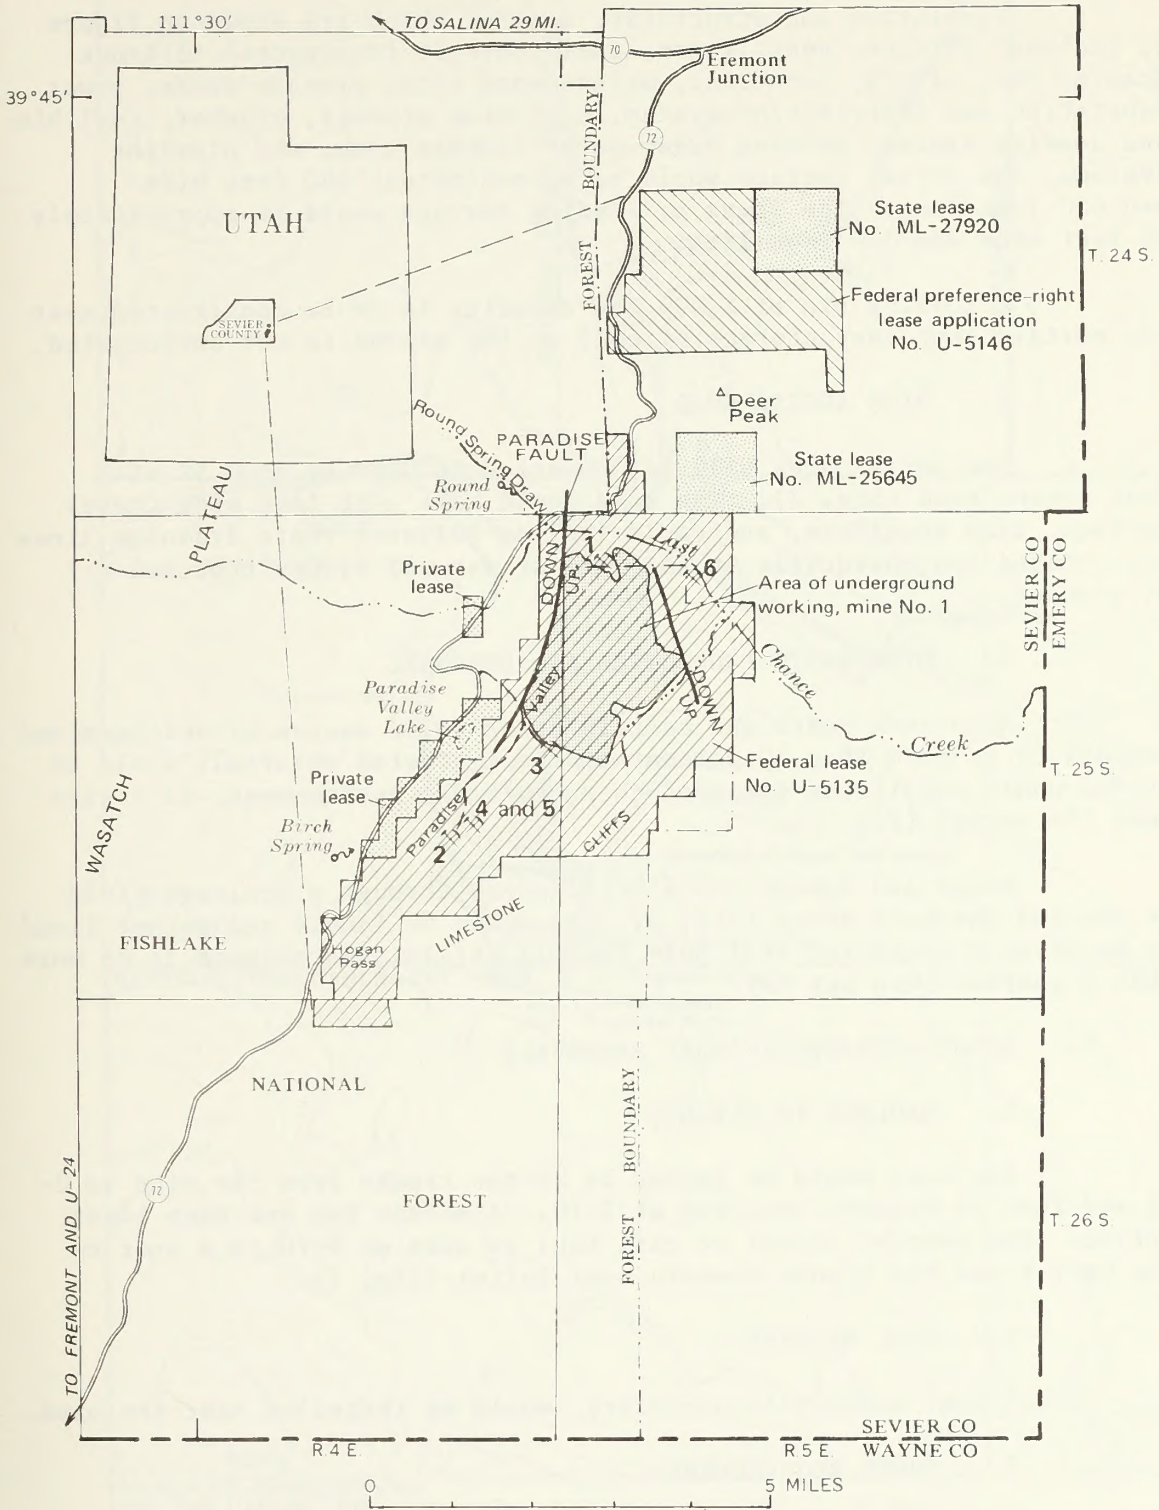 111°30'
TO SALINA 29 MI.
70
Fremont
Junction
39°45'
72
FOREST BOUNDARY
UTAH
SEVIER
COUNTY
State lease
No. ML-27920
T. 24 S.
Federal preference-right
lease application
No. U-5146
Deer
Peak
Round Spring Draw
PARADISE
FAULT
Round
Spring
State lease
No. ML-25645
PLATEAU
DOWN
UP
1
Last
6
Private
lease
Area of underground
working, mine No. 1
SEVIER CO
EMERY CO
Chance
Paradise
Valley
Lake
Valley
DOWN
UP
Creek
3
Federal lease
No. U-5135
T. 25 S.
Private
lease
4 and 5
Paradise
Birch
Spring
2
CLIFFS
WASATCH
LIMESTONE
FISHLAKE
Hogan
Pass
NATIONAL
FOREST BOUNDARY
72
FOREST
T. 26 S.
TO FREMONT AND U-24
SEVIER CO
R. 4 E.
R. 5 E.
WAYNE CO
0
5 MILES